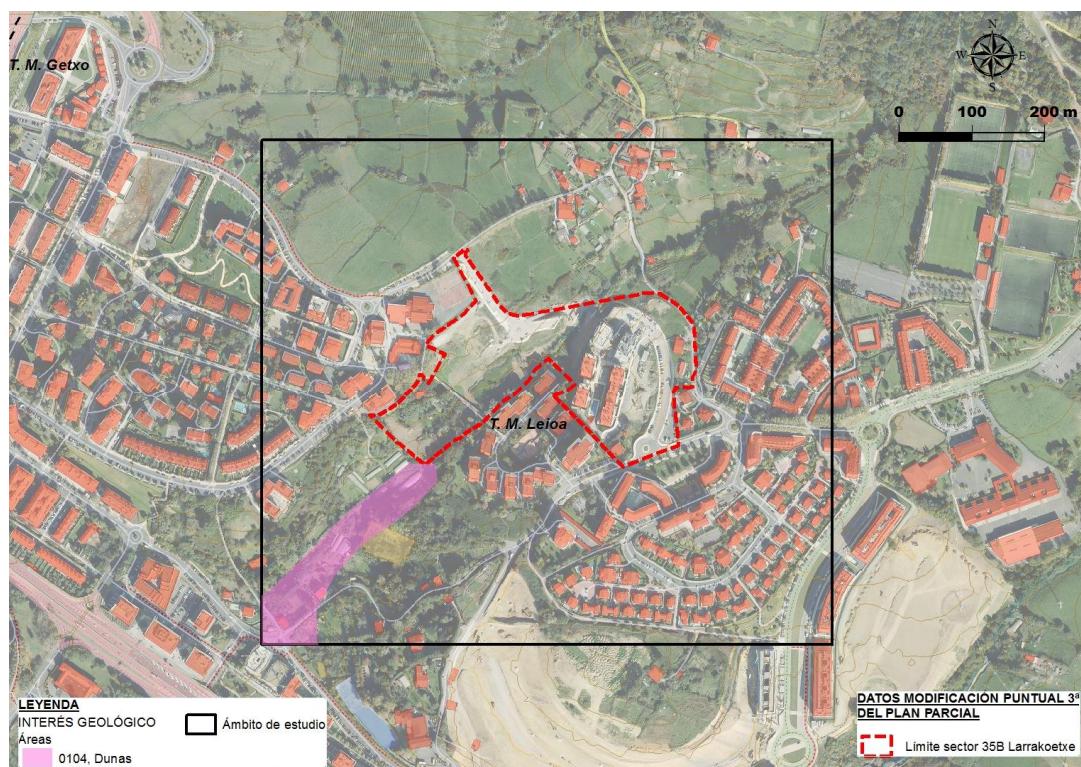 T. M. Getxo
N
W E
S
0 100 200 m
T. M. Leioa
LEYENDA
INTERÉS GEOLÓGICO
Áreas
0104, Dunas
Ámbito de estudio
DATOS MODIFICACIÓN PUNTUAL 3ª
DEL PLAN PARCIAL
Límite sector 35B Larrakoetxe